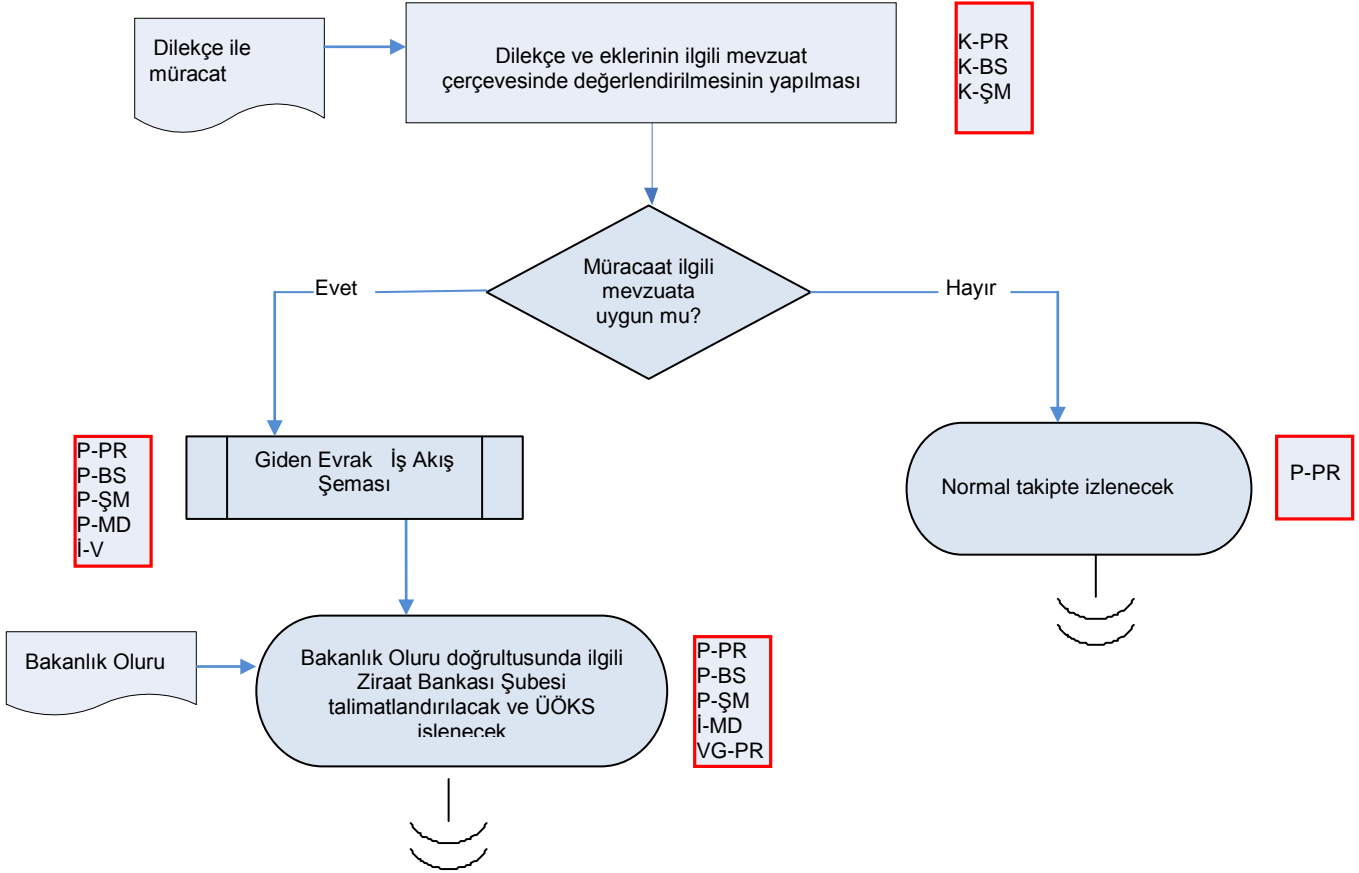 Dilekçe ile
müracat
Dilekçe ve eklerinin ilgili mevzuat
çerçevesinde değerlendirilmesinin yapılması
K-PR
K-BS
K-ŞM
Müracaat ilgili
mevzuata
uygun mu?
Evet
Hayır
P-PR
P-BS
P-ŞM
P-MD
İ-V
Giden Evrak İş Akış
Şeması
Normal takipte izlenecek
P-PR
Bakanlık Oluru
Bakanlık Oluru doğrultusunda ilgili
Ziraat Bankası Şubesi
talimatlandırılacak ve ÜÖKS
işlenecek
P-PR
P-BS
P-ŞM
İ-MD
VG-PR